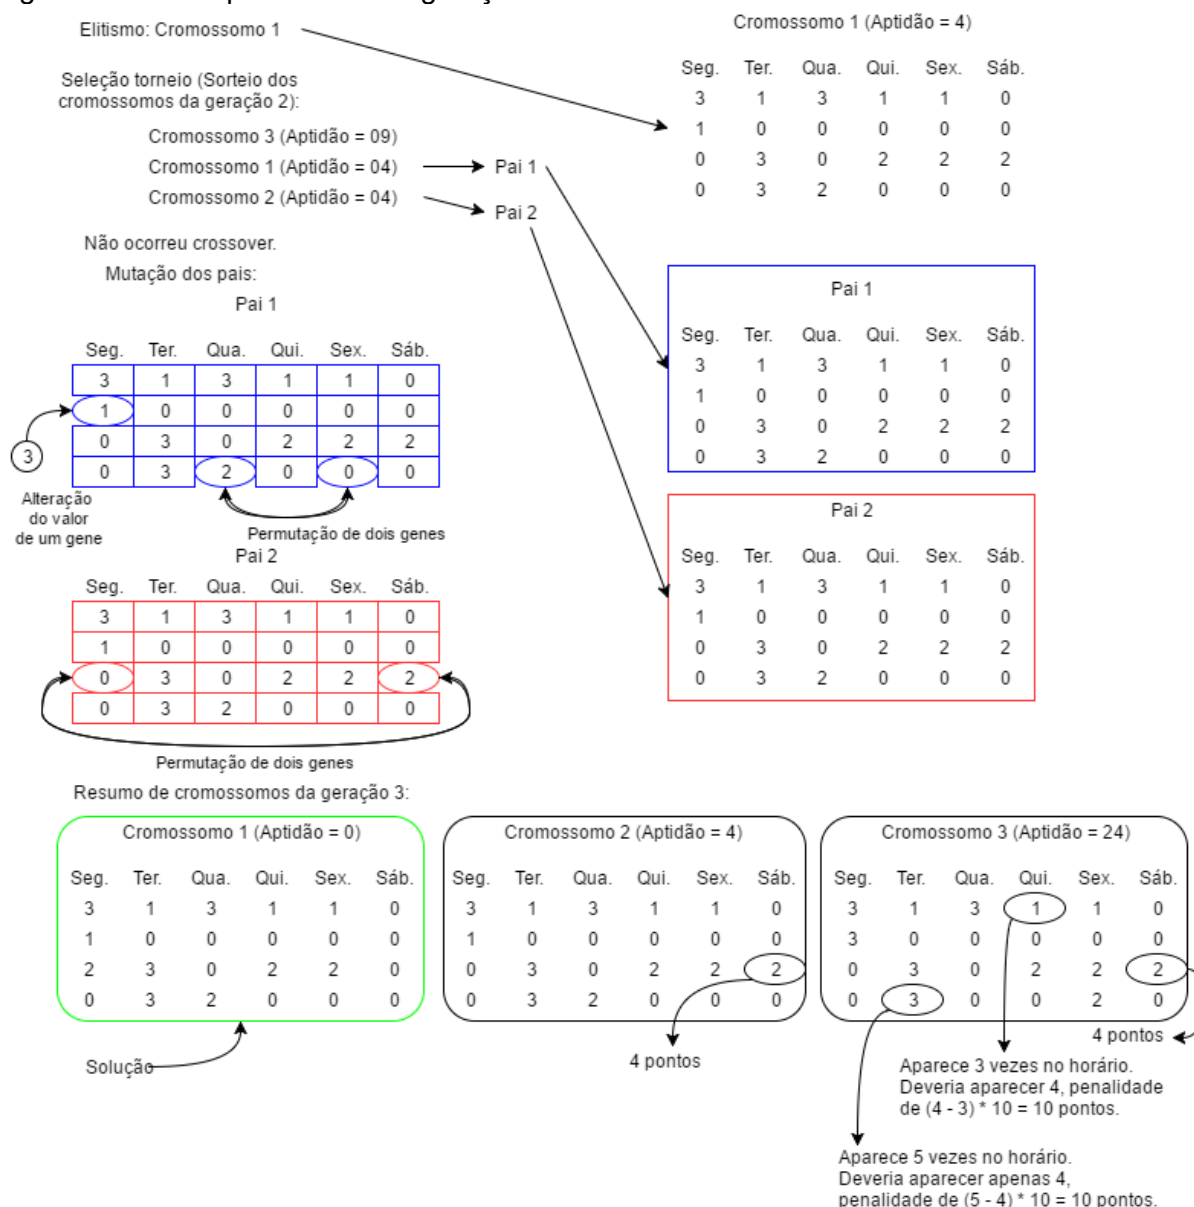 Elitismo: Cromossomo 1
Seleção torneio (Sorteio dos
cromossomos da geração 2):
Cromossomo 3 (Aptidão = 09)
Cromossomo 1 (Aptidão = 04)
Pai 1
Cromossomo 2 (Aptidão = 04)
Pai 2
Não ocorreu crossover.
Cromossomo 1 (Aptidão = 4)
Seg. Ter. Qua. Qui. Sex. Sáb.
3 1 3 1 1 0
1 0 0 0 0 0
0 3 0 2 2 2
0 3 2 0 0 0
Mutação dos pais:
Pai 1
Seg. Ter. Qua. Qui. Sex. Sáb.
3 1 3 1 1 0
1 0 0 0 0 0
0 3 0 2 2 2
0 3 2 0 0 0
3
Alteração
do valor
de um gene
Permutação de dois genes
Pai 2
Seg. Ter. Qua. Qui. Sex. Sáb.
3 1 3 1 1 0
1 0 0 0 0 0
0 3 0 2 2 2
0 3 2 0 0 0
Permutação de dois genes
Pai 1
Seg. Ter. Qua. Qui. Sex. Sáb.
3 1 3 1 1 0
1 0 0 0 0 0
0 3 0 2 2 2
0 3 2 0 0 0
Pai 2
Seg. Ter. Qua. Qui. Sex. Sáb.
3 1 3 1 1 0
1 0 0 0 0 0
0 3 0 2 2 2
0 3 2 0 0 0
Resumo de cromossomos da geração 3:
Cromossomo 1 (Aptidão = 0)
Seg. Ter. Qua. Qui. Sex. Sáb.
3 1 3 1 1 0
1 0 0 0 0 0
2 3 0 2 2 0
0 3 2 0 0 0
Solução
Cromossomo 2 (Aptidão = 4)
Seg. Ter. Qua. Qui. Sex. Sáb.
3 1 3 1 1 0
1 0 0 0 0 0
0 3 0 2 2 2
0 3 2 0 0 0
4 pontos
Cromossomo 3 (Aptidão = 24)
Seg. Ter. Qua. Qui. Sex. Sáb.
3 1 3 1 1 0
3 0 0 0 0 0
0 3 0 2 2 2
0 3 0 0 2 0
4 pontos
Aparece 3 vezes no horário.
Deveria aparecer 4, penalidade
de (4 - 3) * 10 = 10 pontos.
Aparece 5 vezes no horário.
Deveria aparecer apenas 4,
penalidade de (5 - 4) * 10 = 10 pontos.